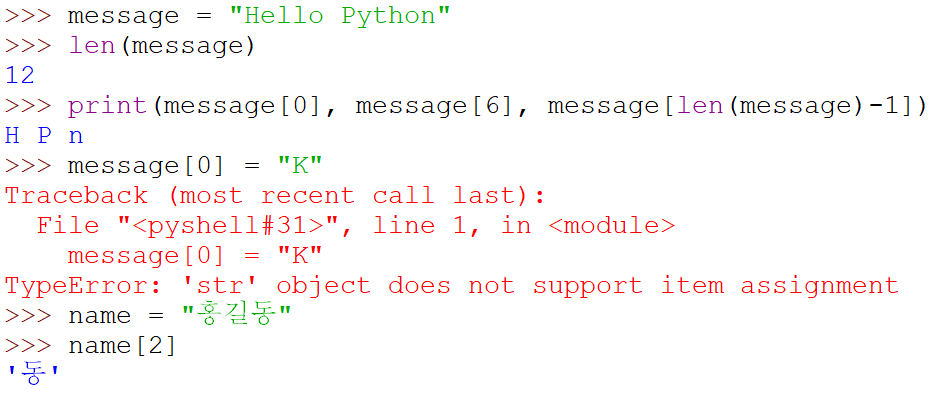 >>> message = "Hello Python"
>>> len(message)
12
>>> print(message[0], message[6], message[len(message)-1])
H P n
>>> message[0] = "K"
Traceback (most recent call last):
  File "<pyshell#31>", line 1, in <module>
    message[0] = "K"
TypeError: 'str' object does not support item assignment
>>> name = "홍길동"
>>> name[2]
'동'